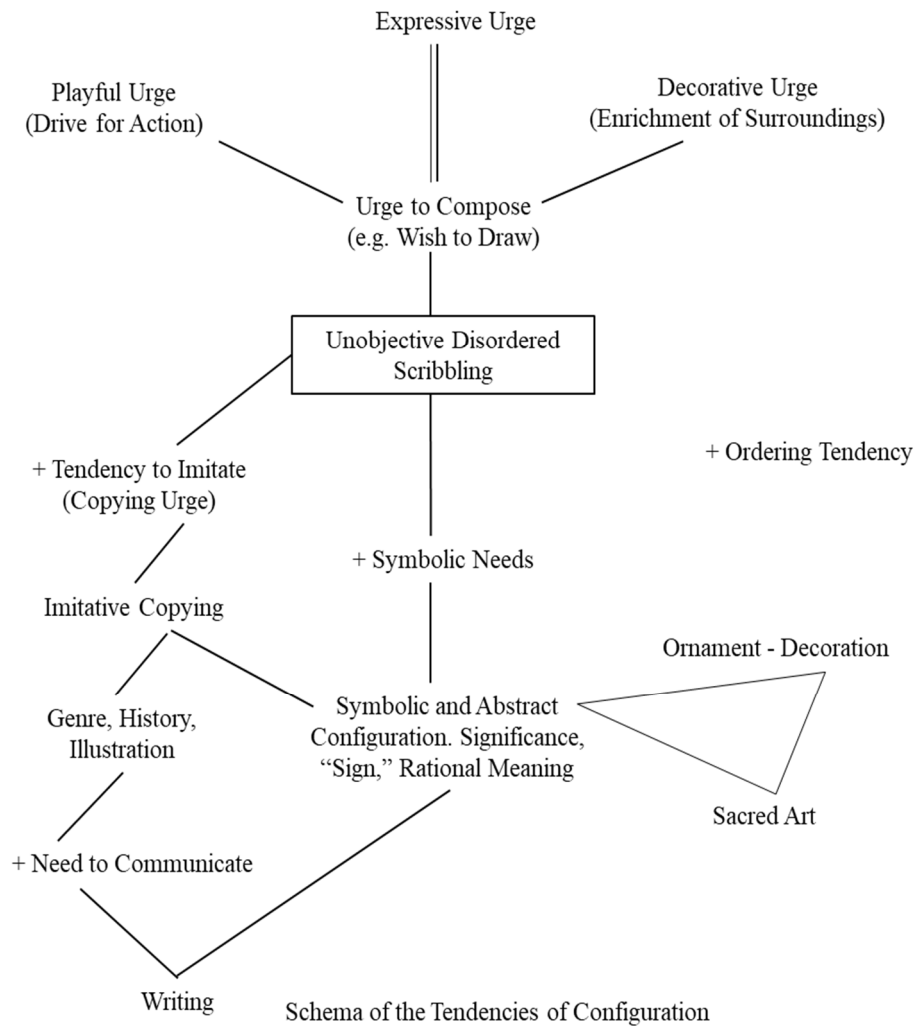 Expressive Urge
Playful Urge
(Drive for Action)
Decorative Urge
(Enrichment of Surroundings)
Urge to Compose
(e.g. Wish to Draw)
Unobjective Disordered
Scribbling
+ Tendency to Imitate
(Copying Urge)
+ Ordering Tendency
+ Symbolic Needs
Imitative Copying
Ornament - Decoration
Genre, History,
Illustration
Symbolic and Abstract
Configuration. Significance,
“Sign,” Rational Meaning
Sacred Art
+ Need to Communicate
Writing
Schema of the Tendencies of Configuration